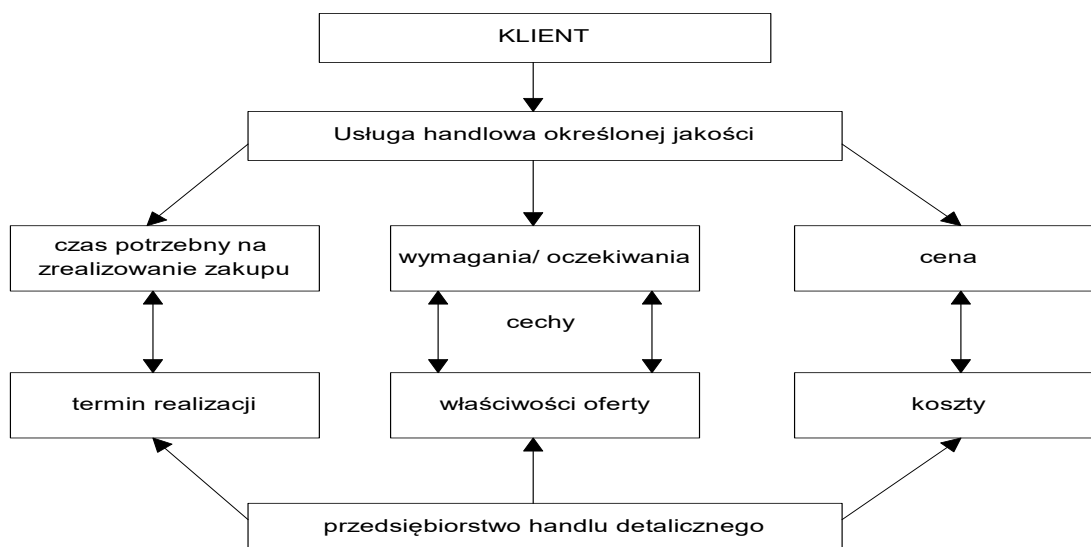 KLIENT
Usługa handlowa określonej jakości
czas potrzebny na
zrealizowanie zakupu
wymagania/ oczekiwania
cena
cechy
termin realizacji
właściwości oferty
koszty
przedsiębiorstwo handlu detalicznego